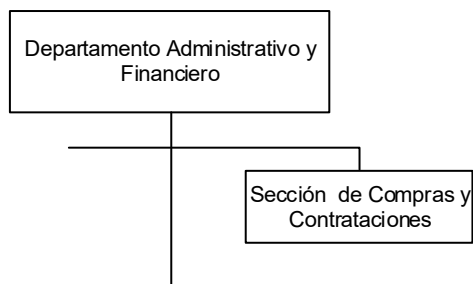 Departamento Administrativo y
Financiero
Sección de Compras y
Contrataciones